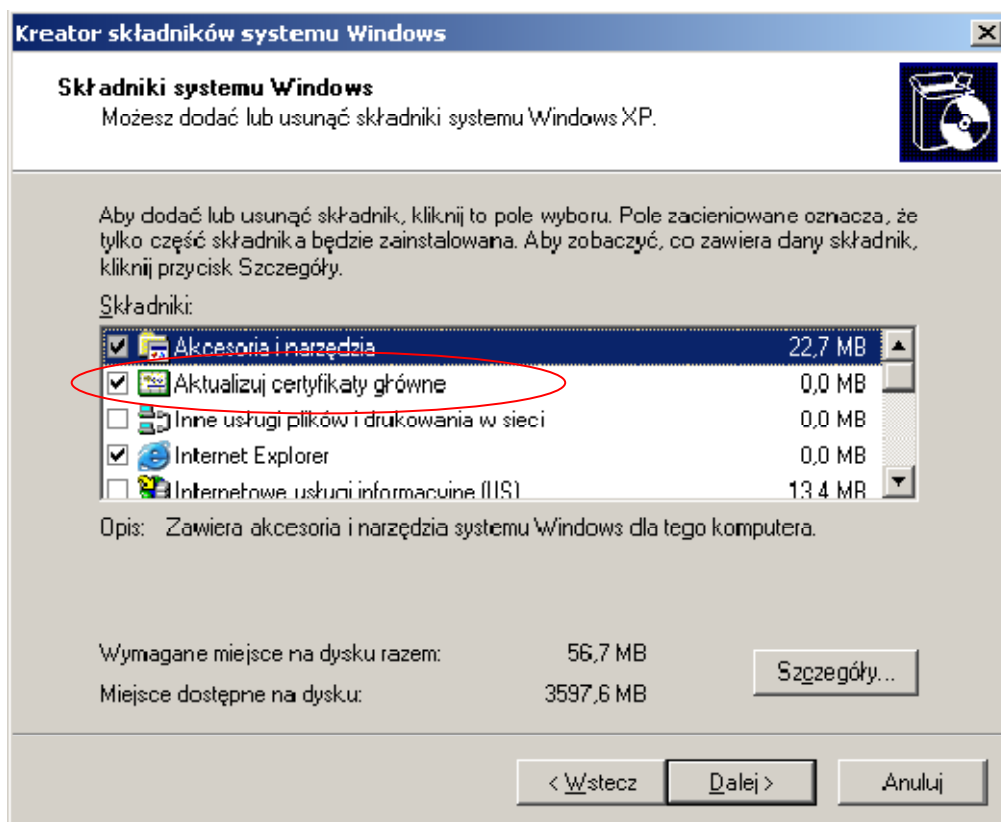 Kreator składników systemu Windows
Składniki systemu Windows
Możesz dodać lub usunąć składniki systemu Windows XP.
Aby dodać lub usunąć składnik, kliknij to pole wyboru. Pole zacieniowane oznacza, że
tylko część składnika będzie zainstalowana. Aby zobaczyć, co zawiera dany składnik,
kliknij przycisk Szczegóły.
Składniki:
Akcesoria i narzędzia 22,7 MB
Aktualizuj certyfikaty główne 0,0 MB
Inne usługi plików i drukowania w sieci 0,0 MB
Internet Explorer 0,0 MB
Internetowe usługi informacyjne (IIS) 13,4 MB
Opis: Zawiera akcesoria i narzędzia systemu Windows dla tego komputera.
Wymagane miejsce na dysku razem: 56,7 MB
Szczegóły...
Miejsce dostępne na dysku: 3597,6 MB
< Wstecz Dalej > Anuluj